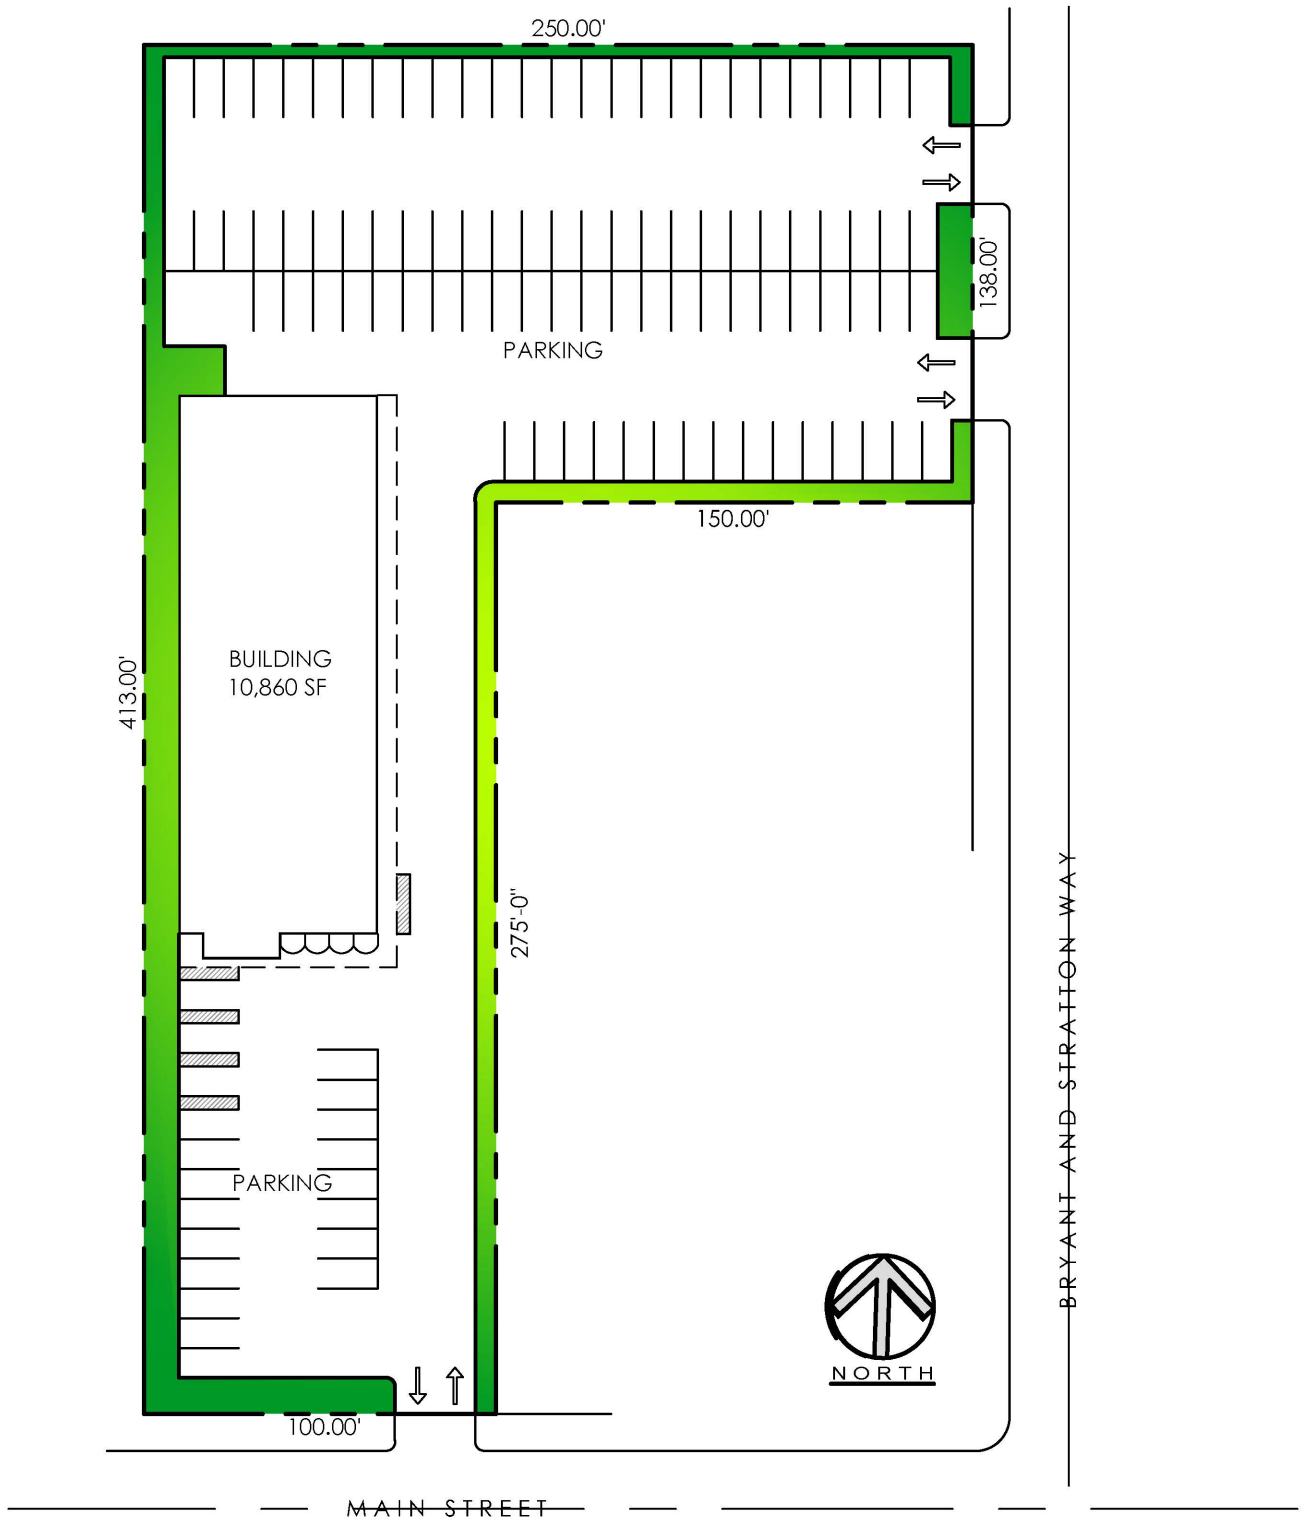 250.00'
138.00'
PARKING
150.00'
BUILDING
10,860 SF
413.00'
275'-0"
BRYANT AND STRATTON WAY
PARKING
NORTH
100.00'
MAIN STREET